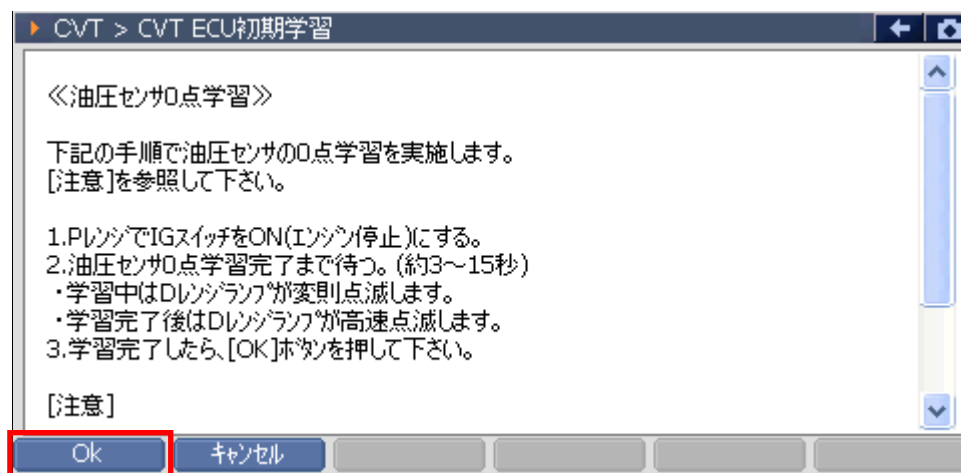 CVT > CVT ECU初期学習
≪油圧センサ0点学習≫
下記の手順で油圧センサの0点学習を実施します。
[注意]を参照して下さい。
1.PレンジでIGスイッチをON(エンジン停止)にする。
2.油圧センサ0点学習完了まで待つ。(約3～15秒)
・学習中はDレンジランプが変則点滅します。
・学習完了後はDレンジランプが高速点滅します。
3.学習完了したら、[OK]ボタンを押して下さい。
[注意]
Ok キャンセル